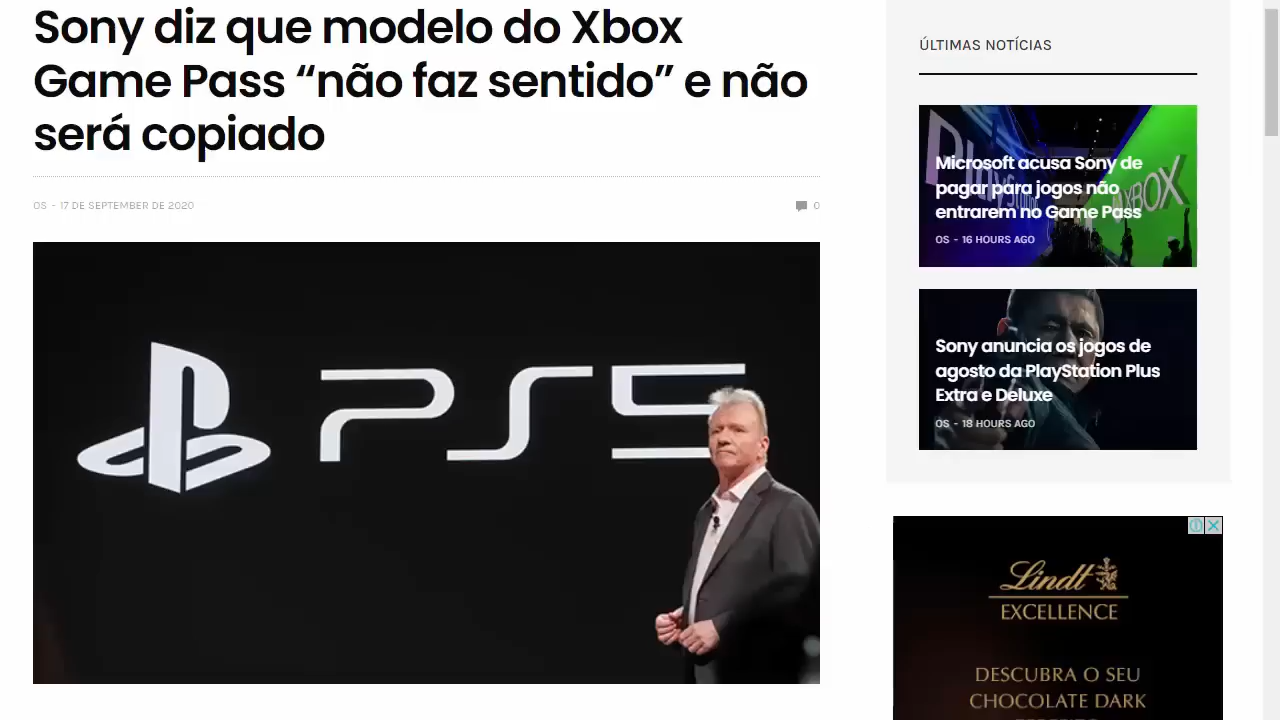 Sony diz que modelo do Xbox
Game Pass “não faz sentido” e não
será copiado
OS - 17 DE SEPTEMBER DE 2020
0
PS5
ÚLTIMAS NOTÍCIAS
PlayStation
XBOX
Microsoft acusa Sony de
pagar para jogos não
entrarem no Game Pass
OS - 16 HOURS AGO
Sony anuncia os jogos de
agosto da PlayStation Plus
Extra e Deluxe
OS - 18 HOURS AGO
Lindt
EXCELLENCE
DESCUBRA O SEU
CHOCOLATE DARK